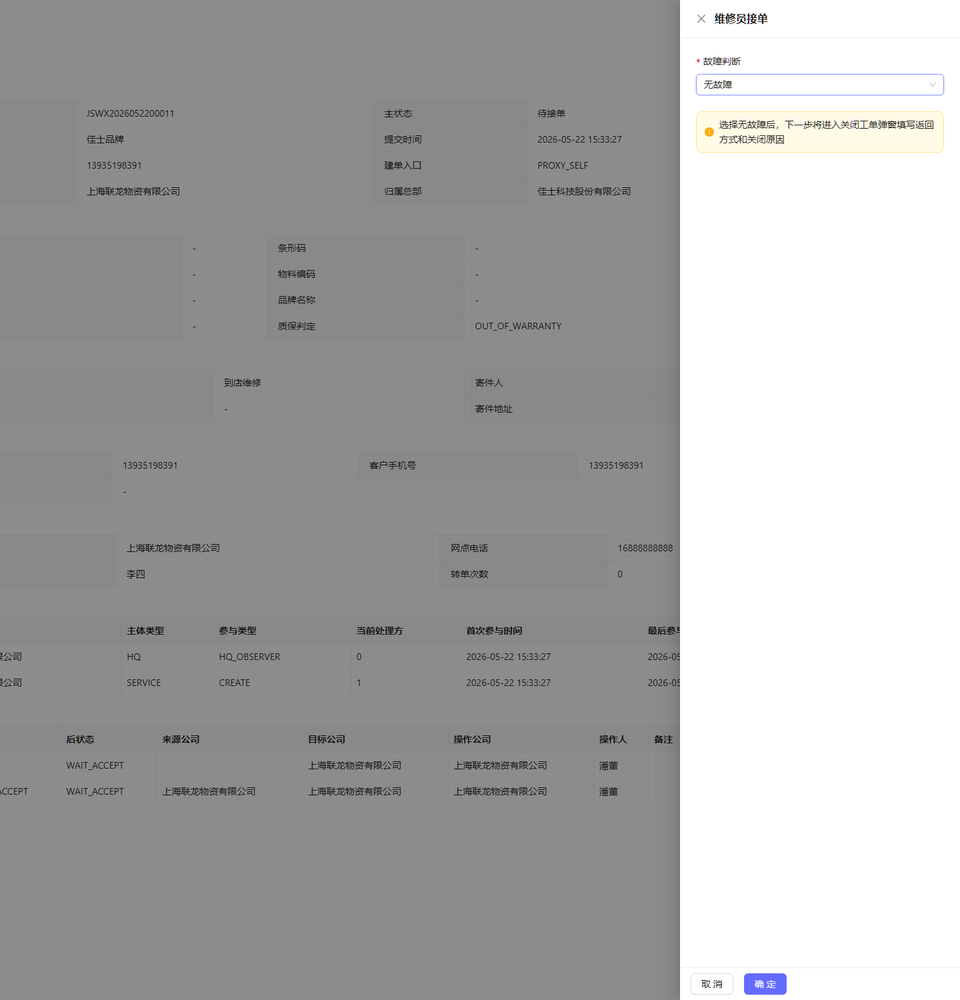 维修员接单
* 故障判断
无故障
选择无故障后，下一步将进入关闭工单弹窗填写返回
方式和关闭原因
JSWX2026052200011 主状态 待接单
佳士品牌 提交时间 2026-05-22 15:33:27
13935198391 建单入口 PROXY_SELF
上海联龙物资有限公司 归属总部 佳士科技股份有限公司
- 条形码 -
- 物料编码 -
- 品牌名称 -
- 质保判定 OUT_OF_WARRANTY
到店维修 寄件人
- 寄件地址
13935198391 客户手机号 13935198391
-
上海联龙物资有限公司 网点电话 16888888888
李四 转单次数 0
主体类型 参与类型 当前处理方 首次参与时间 最后参与
限公司 HQ HQ_OBSERVER 0 2026-05-22 15:33:27 2026-05
限公司 SERVICE CREATE 1 2026-05-22 15:33:27 2026-05
后状态 来源公司 目标公司 操作公司 操作人 备注
WAIT_ACCEPT 上海联龙物资有限公司 上海联龙物资有限公司 潘董
ACCEPT WAIT_ACCEPT 上海联龙物资有限公司 上海联龙物资有限公司 上海联龙物资有限公司 潘董
取 消 确 定